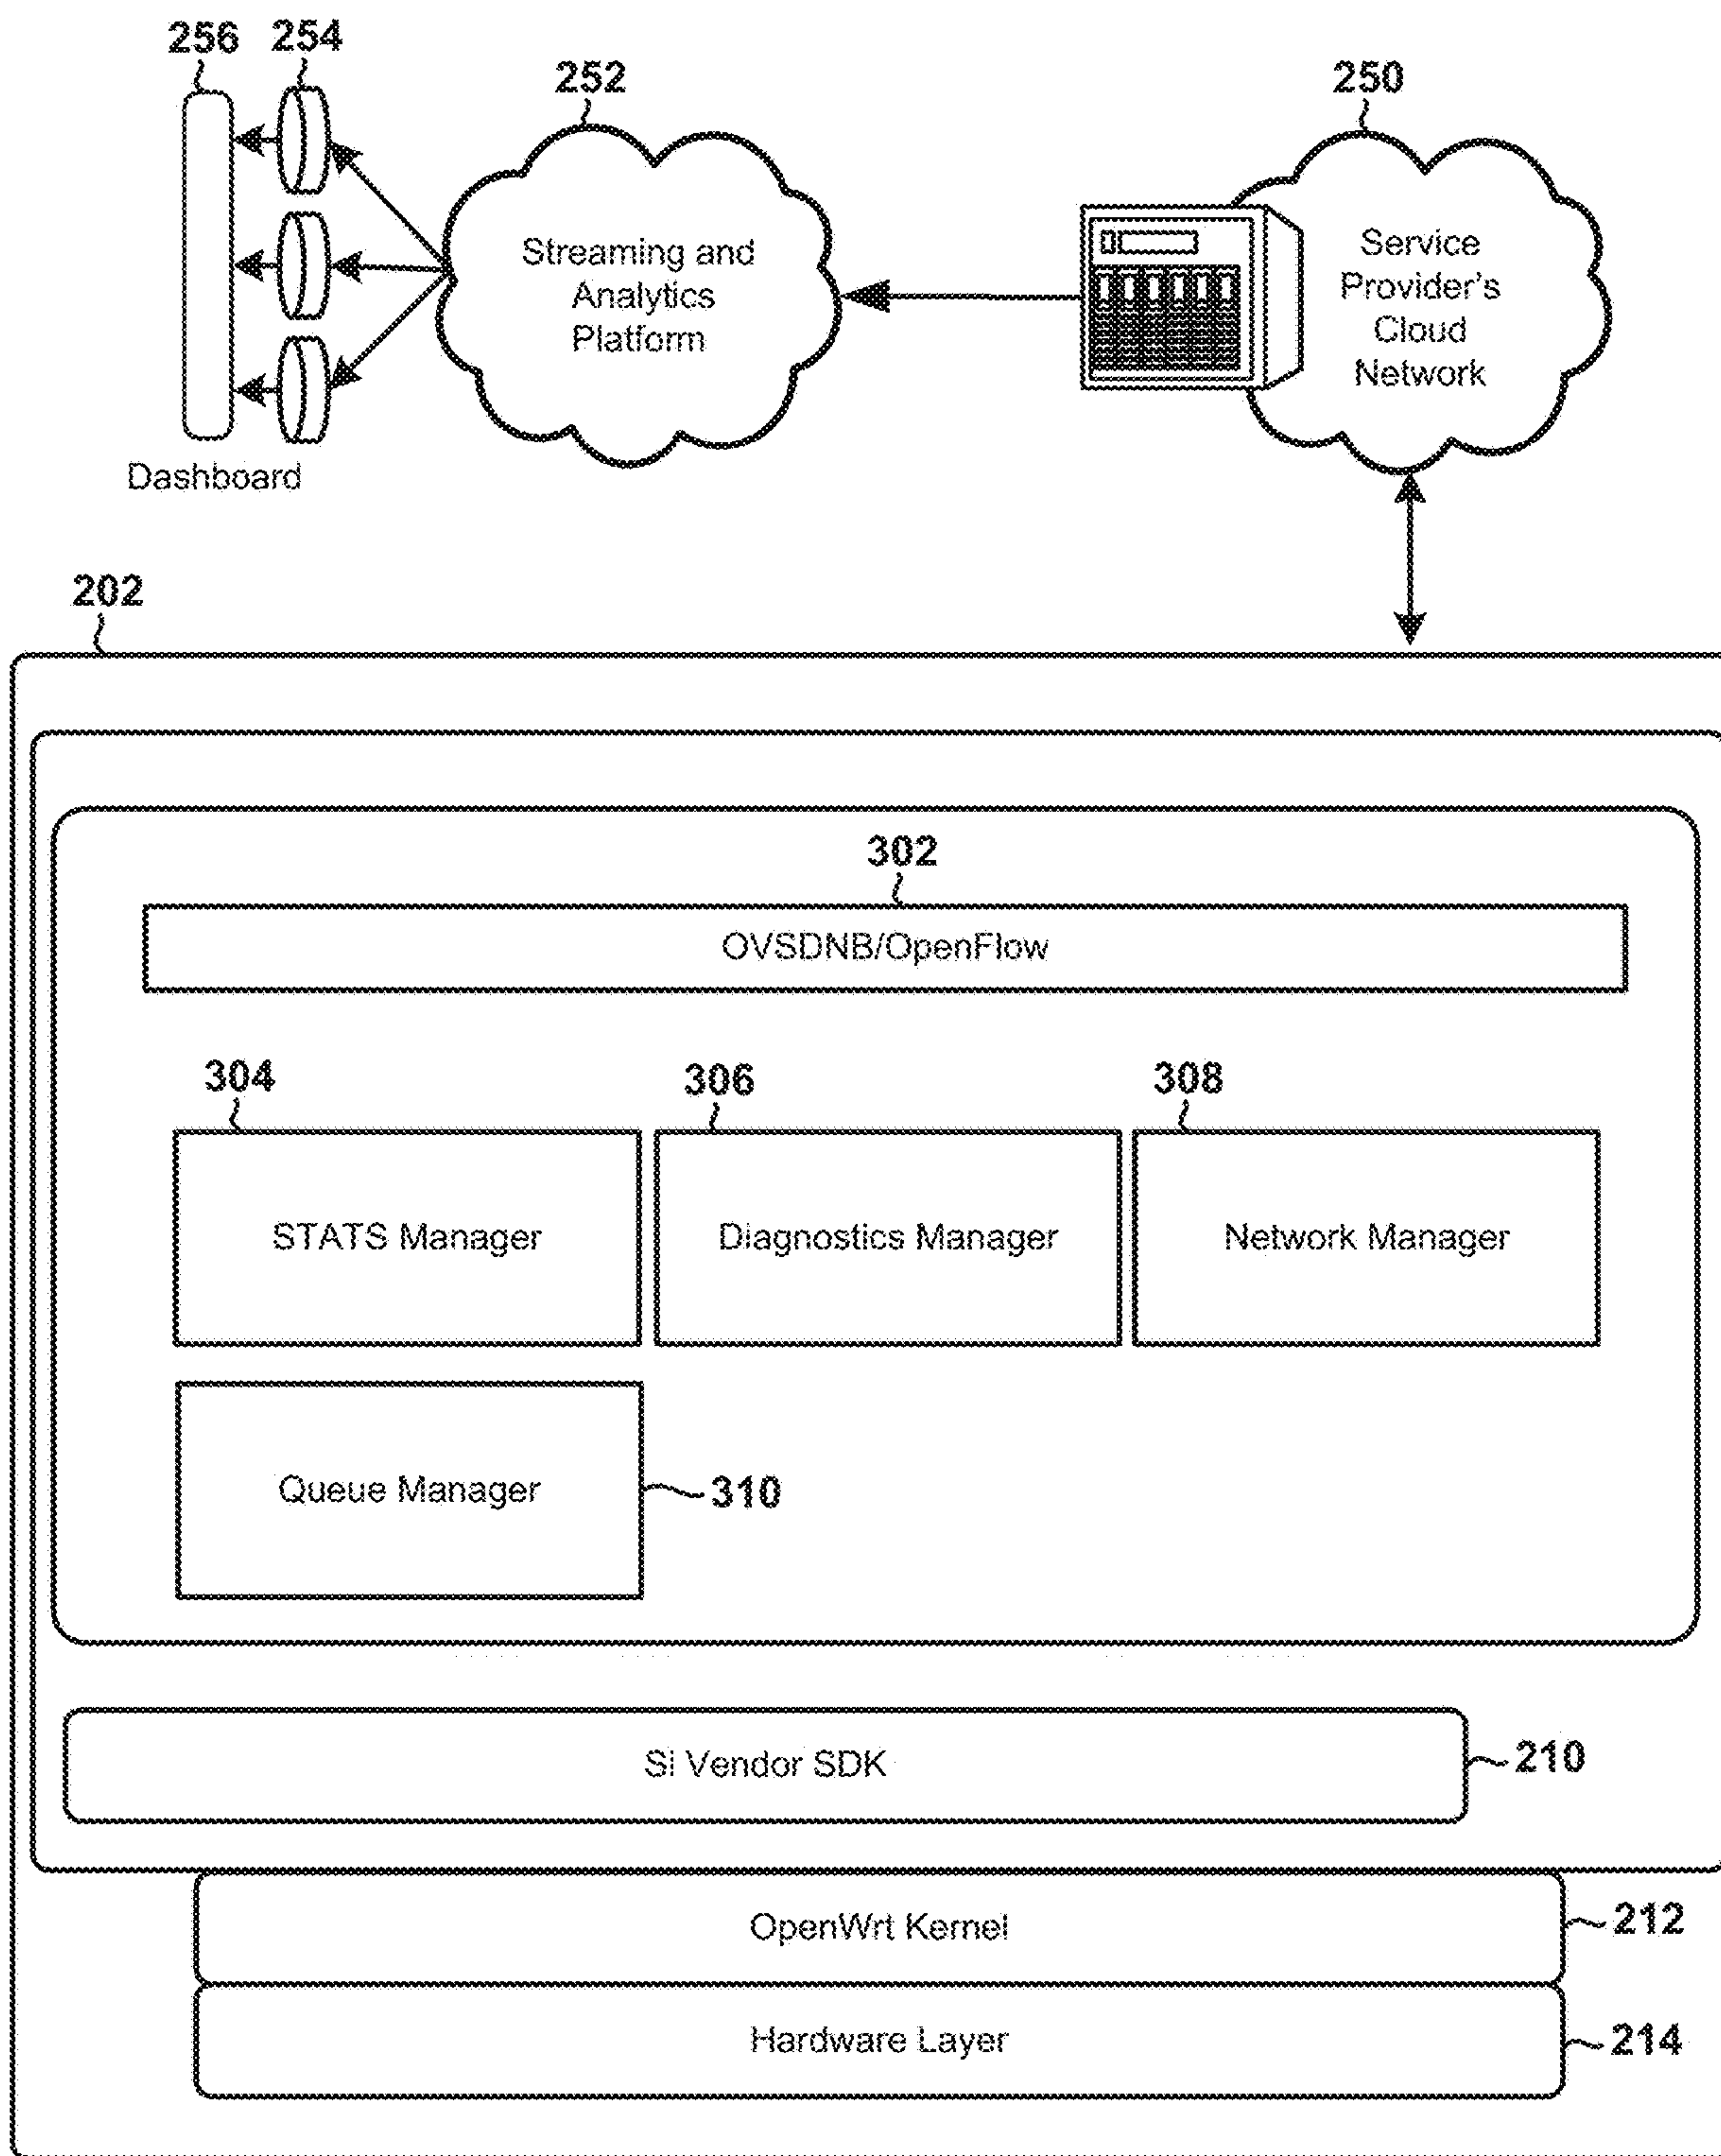 256 254
252
250
Streaming and
Analytics
Platform
Service
Provider's
Cloud
Network
Dashboard
202
302
OVSDNB/OpenFlow
304
306
308
STATS Manager
Diagnostics Manager
Network Manager
Queue Manager
310
Si Vendor SDK
210
OpenWrt Kernel
212
Hardware Layer
214